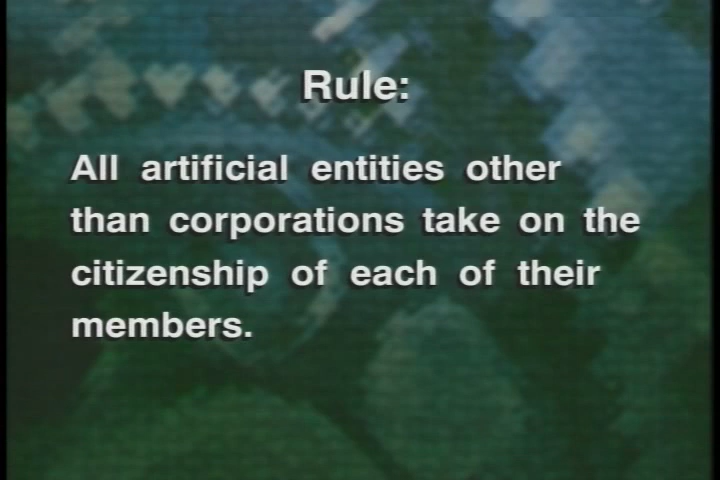 Rule:
All artificial entities other
than corporations take on the
citizenship of each of their
members.